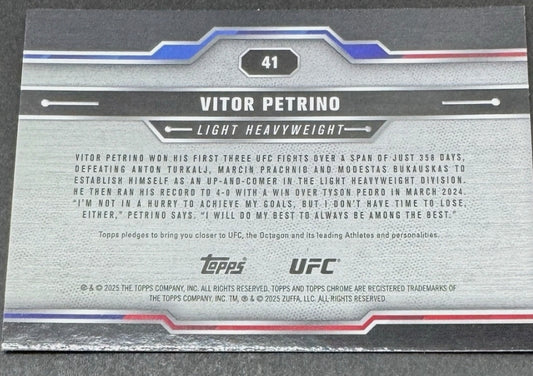 41
VITOR PETRINO
LIGHT HEAVYWEIGHT
VITOR PETRINO WON HIS FIRST THREE UFC FIGHTS OVER A SPAN OF JUST 358 DAYS,
DEFEATING ANTON TURKALJ, MARCIN PRACHNIO AND MODESTAS BUKAUSKAS TO
ESTABLISH HIMSELF AS AN UP-AND-COMER IN THE LIGHT HEAVYWEIGHT DIVISION.
HE THEN RAN HIS RECORD TO 4-0 WITH A WIN OVER TYSON PEDRO IN MARCH 2024.
"I'M NOT IN A HURRY TO ACHIEVE MY GOALS, BUT I DON'T HAVE TIME TO LOSE,
EITHER," PETRINO SAYS. "I WILL DO MY BEST TO ALWAYS BE AMONG THE BEST."
Topps pledges to bring you closer to UFC, the Octagon and its leading Athletes and personalities.
Topps UFC
® & © 2025 THE TOPPS COMPANY, INC. ALL RIGHTS RESERVED. TOPPS AND TOPPS CHROME ARE REGISTERED TRADEMARKS OF
THE TOPPS COMPANY, INC. TM, ® & © 2025 ZUFFA, LLC. ALL RIGHTS RESERVED.